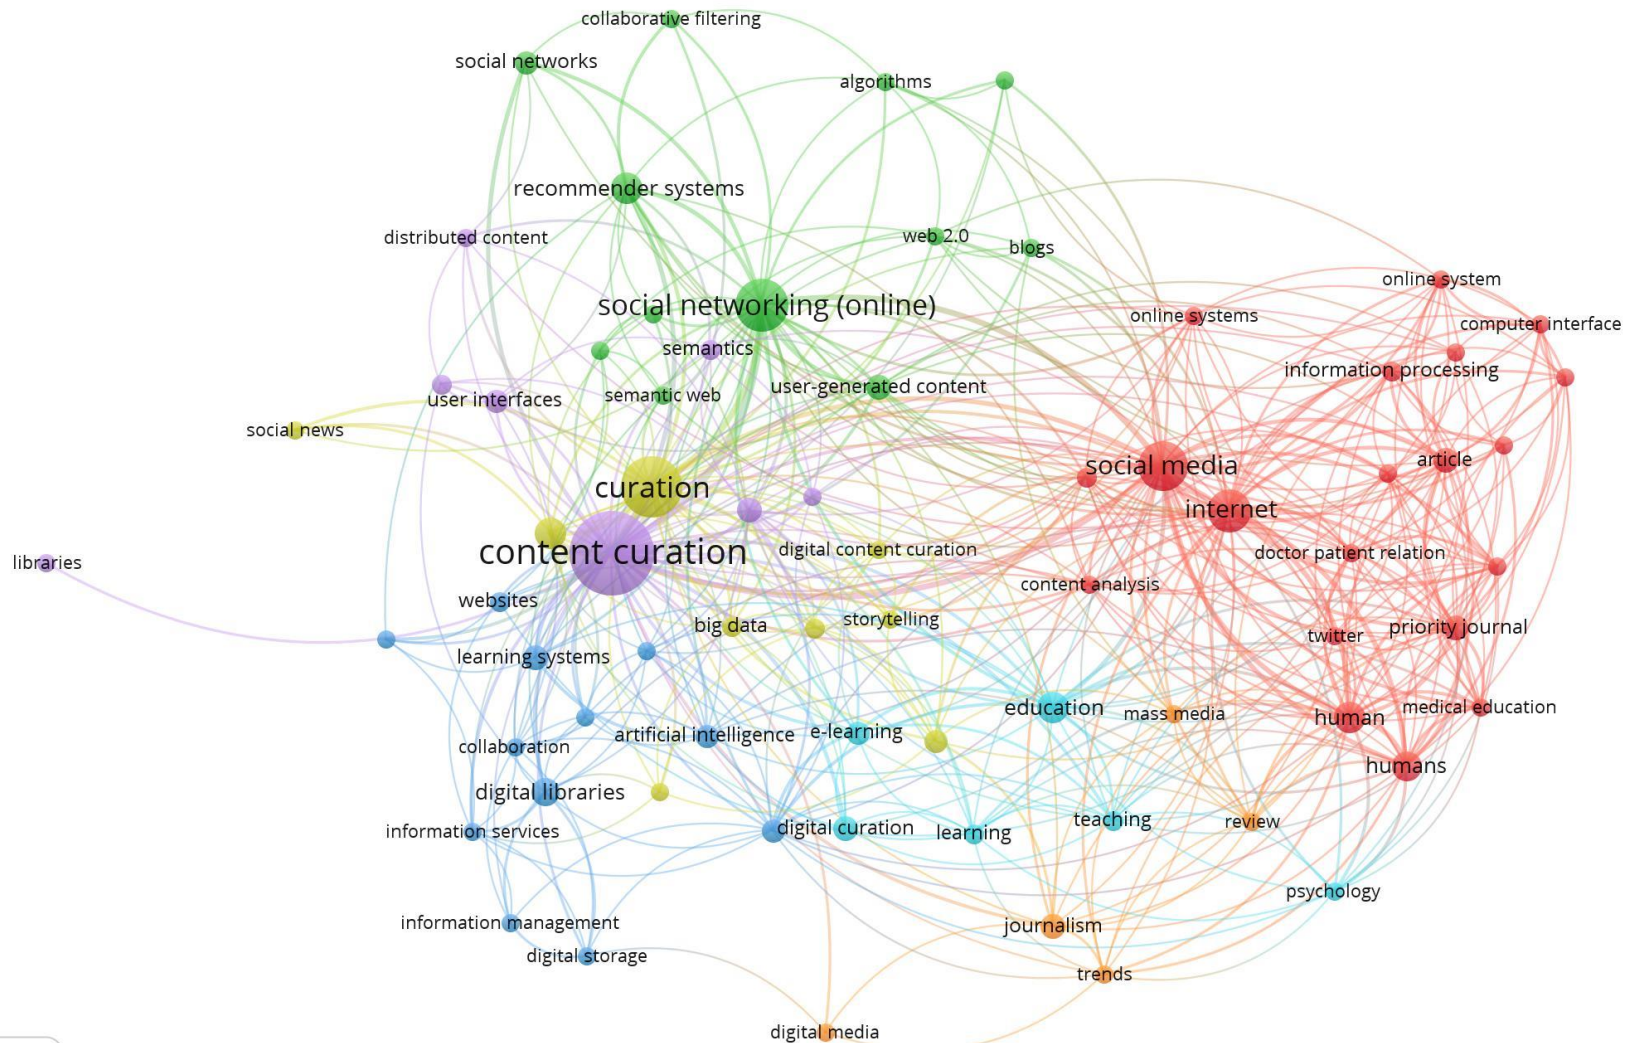 collaborative filtering
social networks
algorithms
recommender systems
distributed content
web 2.0
blogs
online system
social networking (online)
online systems
computer interface
semantics
information processing
user-generated content
semantic web
user interfaces
social news
article
social media
curation
internet
content curation
digital content curation
doctor patient relation
libraries
content analysis
websites
storytelling
big data
priority journal
twitter
learning systems
education
medical education
mass media
human
e-learning
artificial intelligence
collaboration
humans
digital libraries
teaching
review
digital curation
information services
learning
psychology
information management
journalism
digital storage
trends
digital media